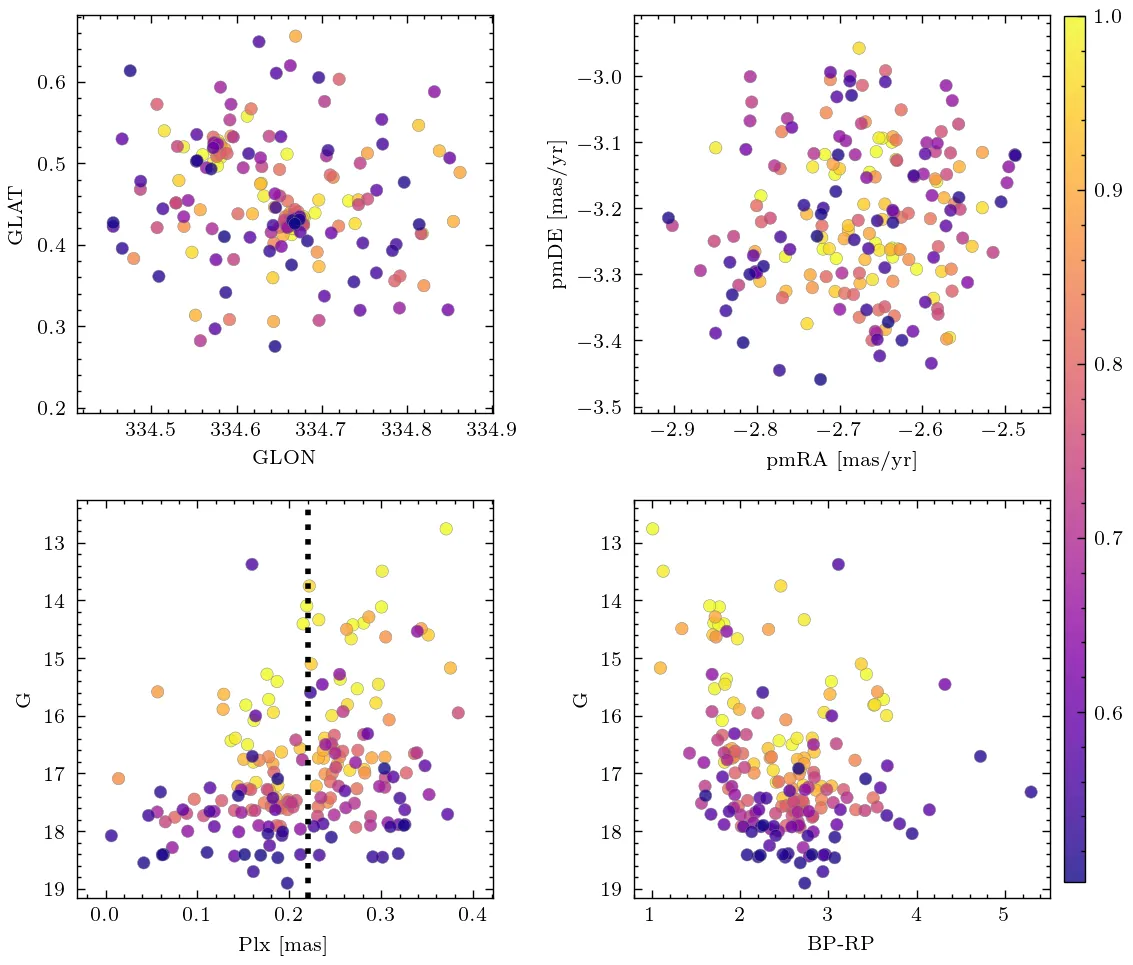 0.6
0.5
0.4
0.3
0.2
GLAT
334.5 334.6 334.7 334.8 334.9
GLON
−3.0
−3.1
−3.2
−3.3
−3.4
−3.5
pmDE [mas/yr]
−2.9 −2.8 −2.7 −2.6 −2.5
pmRA [mas/yr]
1.0
0.9
0.8
0.7
0.6
13
14
15
16
17
18
19
G
0.0 0.1 0.2 0.3 0.4
Plx [mas]
13
14
15
16
17
18
19
G
1 2 3 4 5
BP-RP